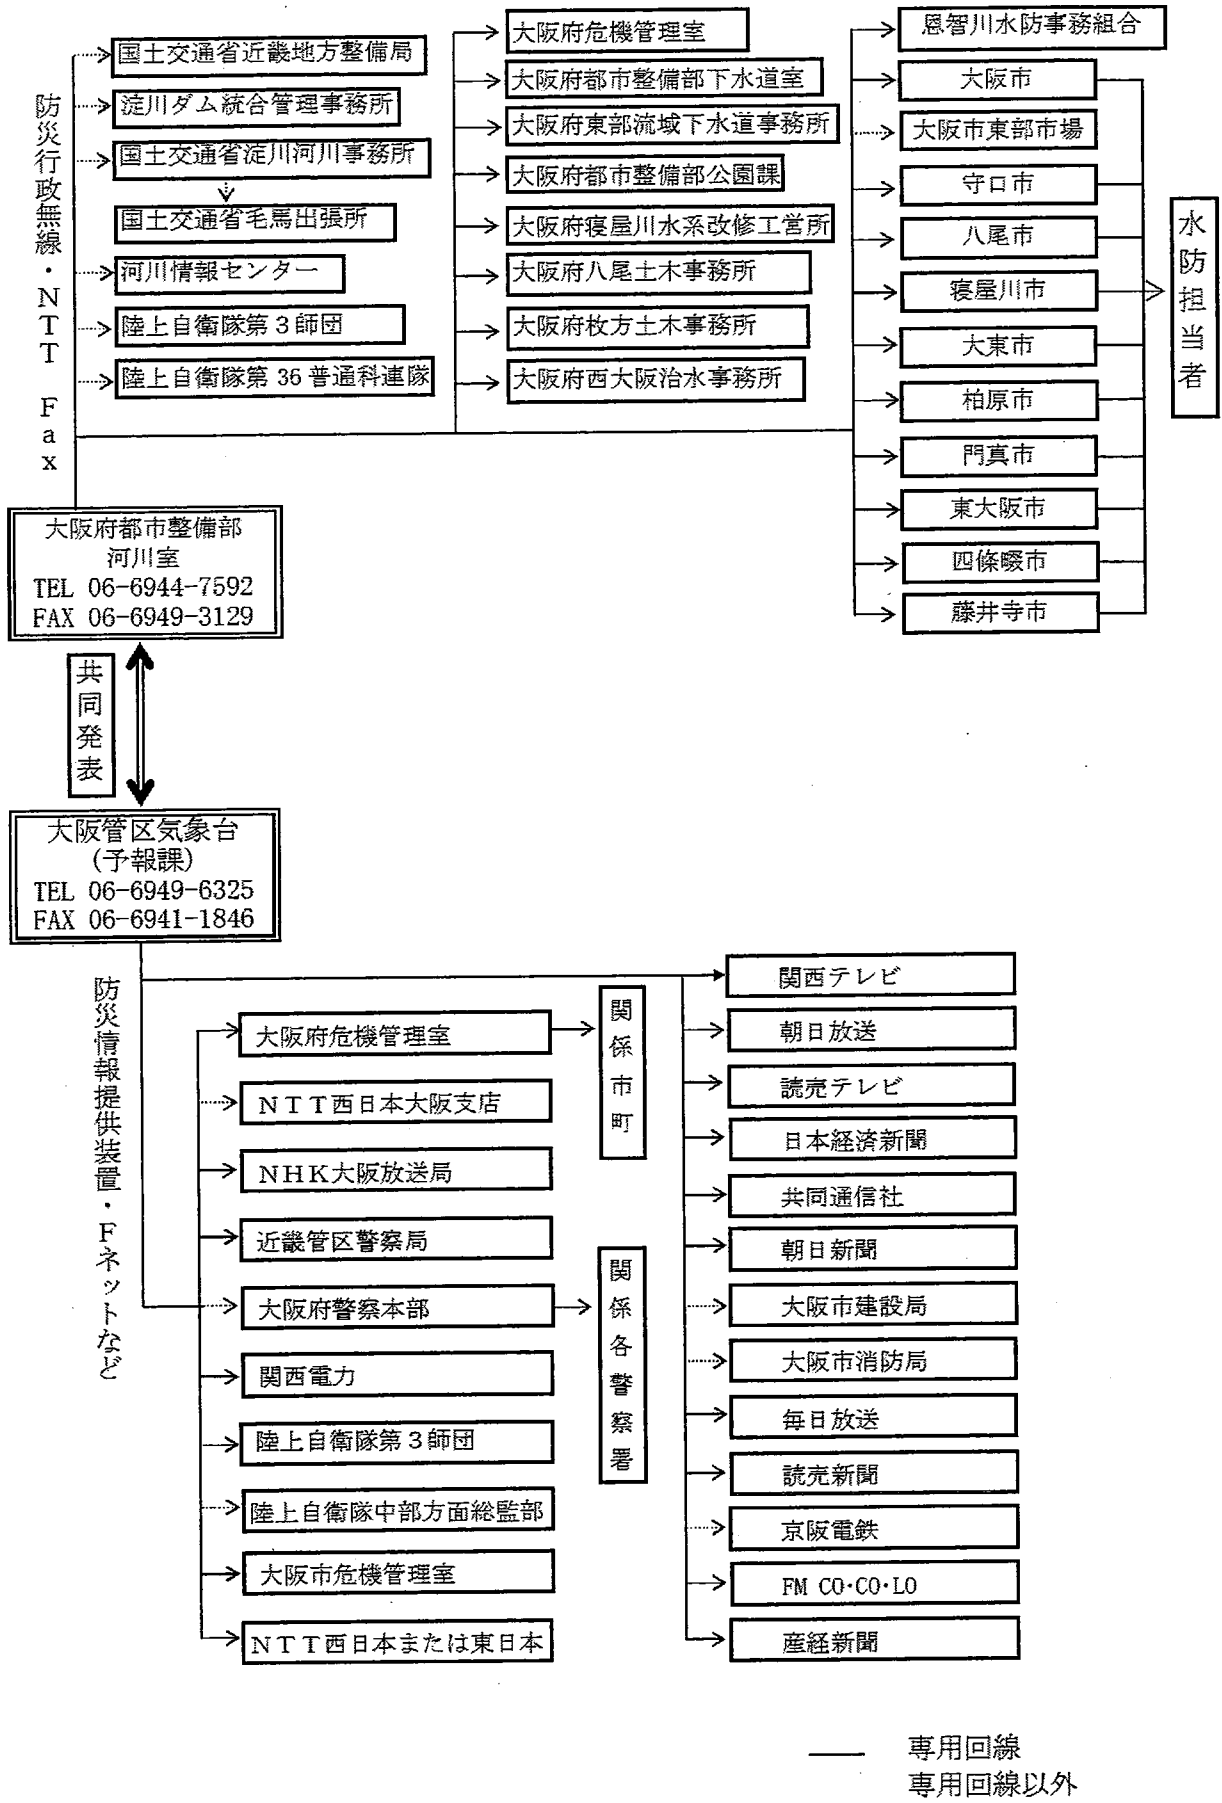 防災行政無線・NTT Fax
国土交通省近畿地方整備局
淀川ダム統合管理事務所
国土交通省淀川河川事務所
国土交通省毛馬出張所
河川情報センター
陸上自衛隊第3師団
陸上自衛隊第36普通科連隊
大阪府危機管理室
大阪府都市整備部下水道室
大阪府東部流域下水道事務所
大阪府都市整備部公園課
大阪府寝屋川水系改修工営所
大阪府八尾土木事務所
大阪府枚方土木事務所
大阪府西大阪治水事務所
恩智川水防事務組合
大阪市
大阪市東部市場
守口市
八尾市
寝屋川市
大東市
柏原市
門真市
東大阪市
四條畷市
藤井寺市
水防担当者
大阪府都市整備部
河川室
TEL 06-6944-7592
FAX 06-6949-3129
共同発表
大阪管区気象台
(予報課)
TEL 06-6949-6325
FAX 06-6941-1846
防災情報提供装置・Fネットなど
大阪府危機管理室
NTT西日本大阪支店
NHK大阪放送局
近畿管区警察局
大阪府警察本部
関西電力
陸上自衛隊第3師団
陸上自衛隊中部方面総監部
大阪市危機管理室
NTT西日本または東日本
関係市町
関係各警察署
関西テレビ
朝日放送
読売テレビ
日本経済新聞
共同通信社
朝日新聞
大阪市建設局
大阪市消防局
毎日放送
読売新聞
京阪電鉄
FM CO・CO・LO
産経新聞
専用回線
専用回線以外